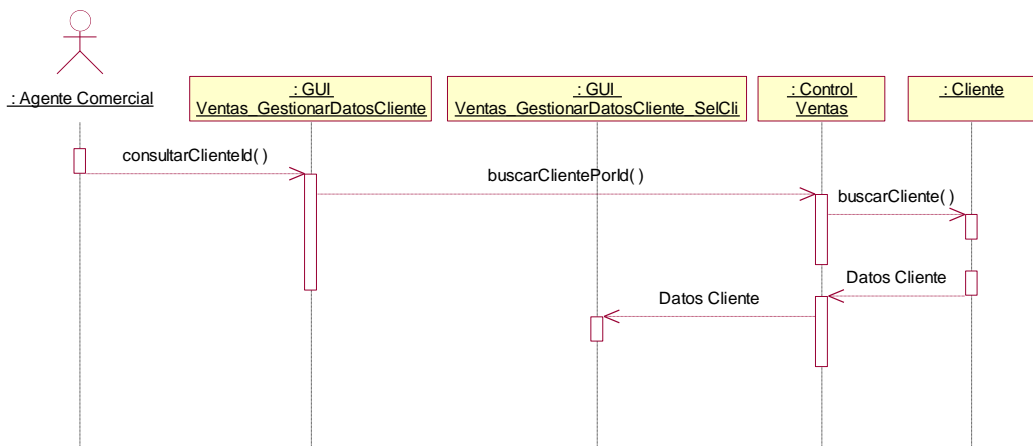 : Agente Comercial
: GUI
Ventas_GestionarDatosCliente
: GUI
Ventas_GestionarDatosCliente_SelCli
: Control
Ventas
: Cliente
consultarClienteId( )
buscarClientePorId( )
buscarCliente( )
Datos Cliente
Datos Cliente